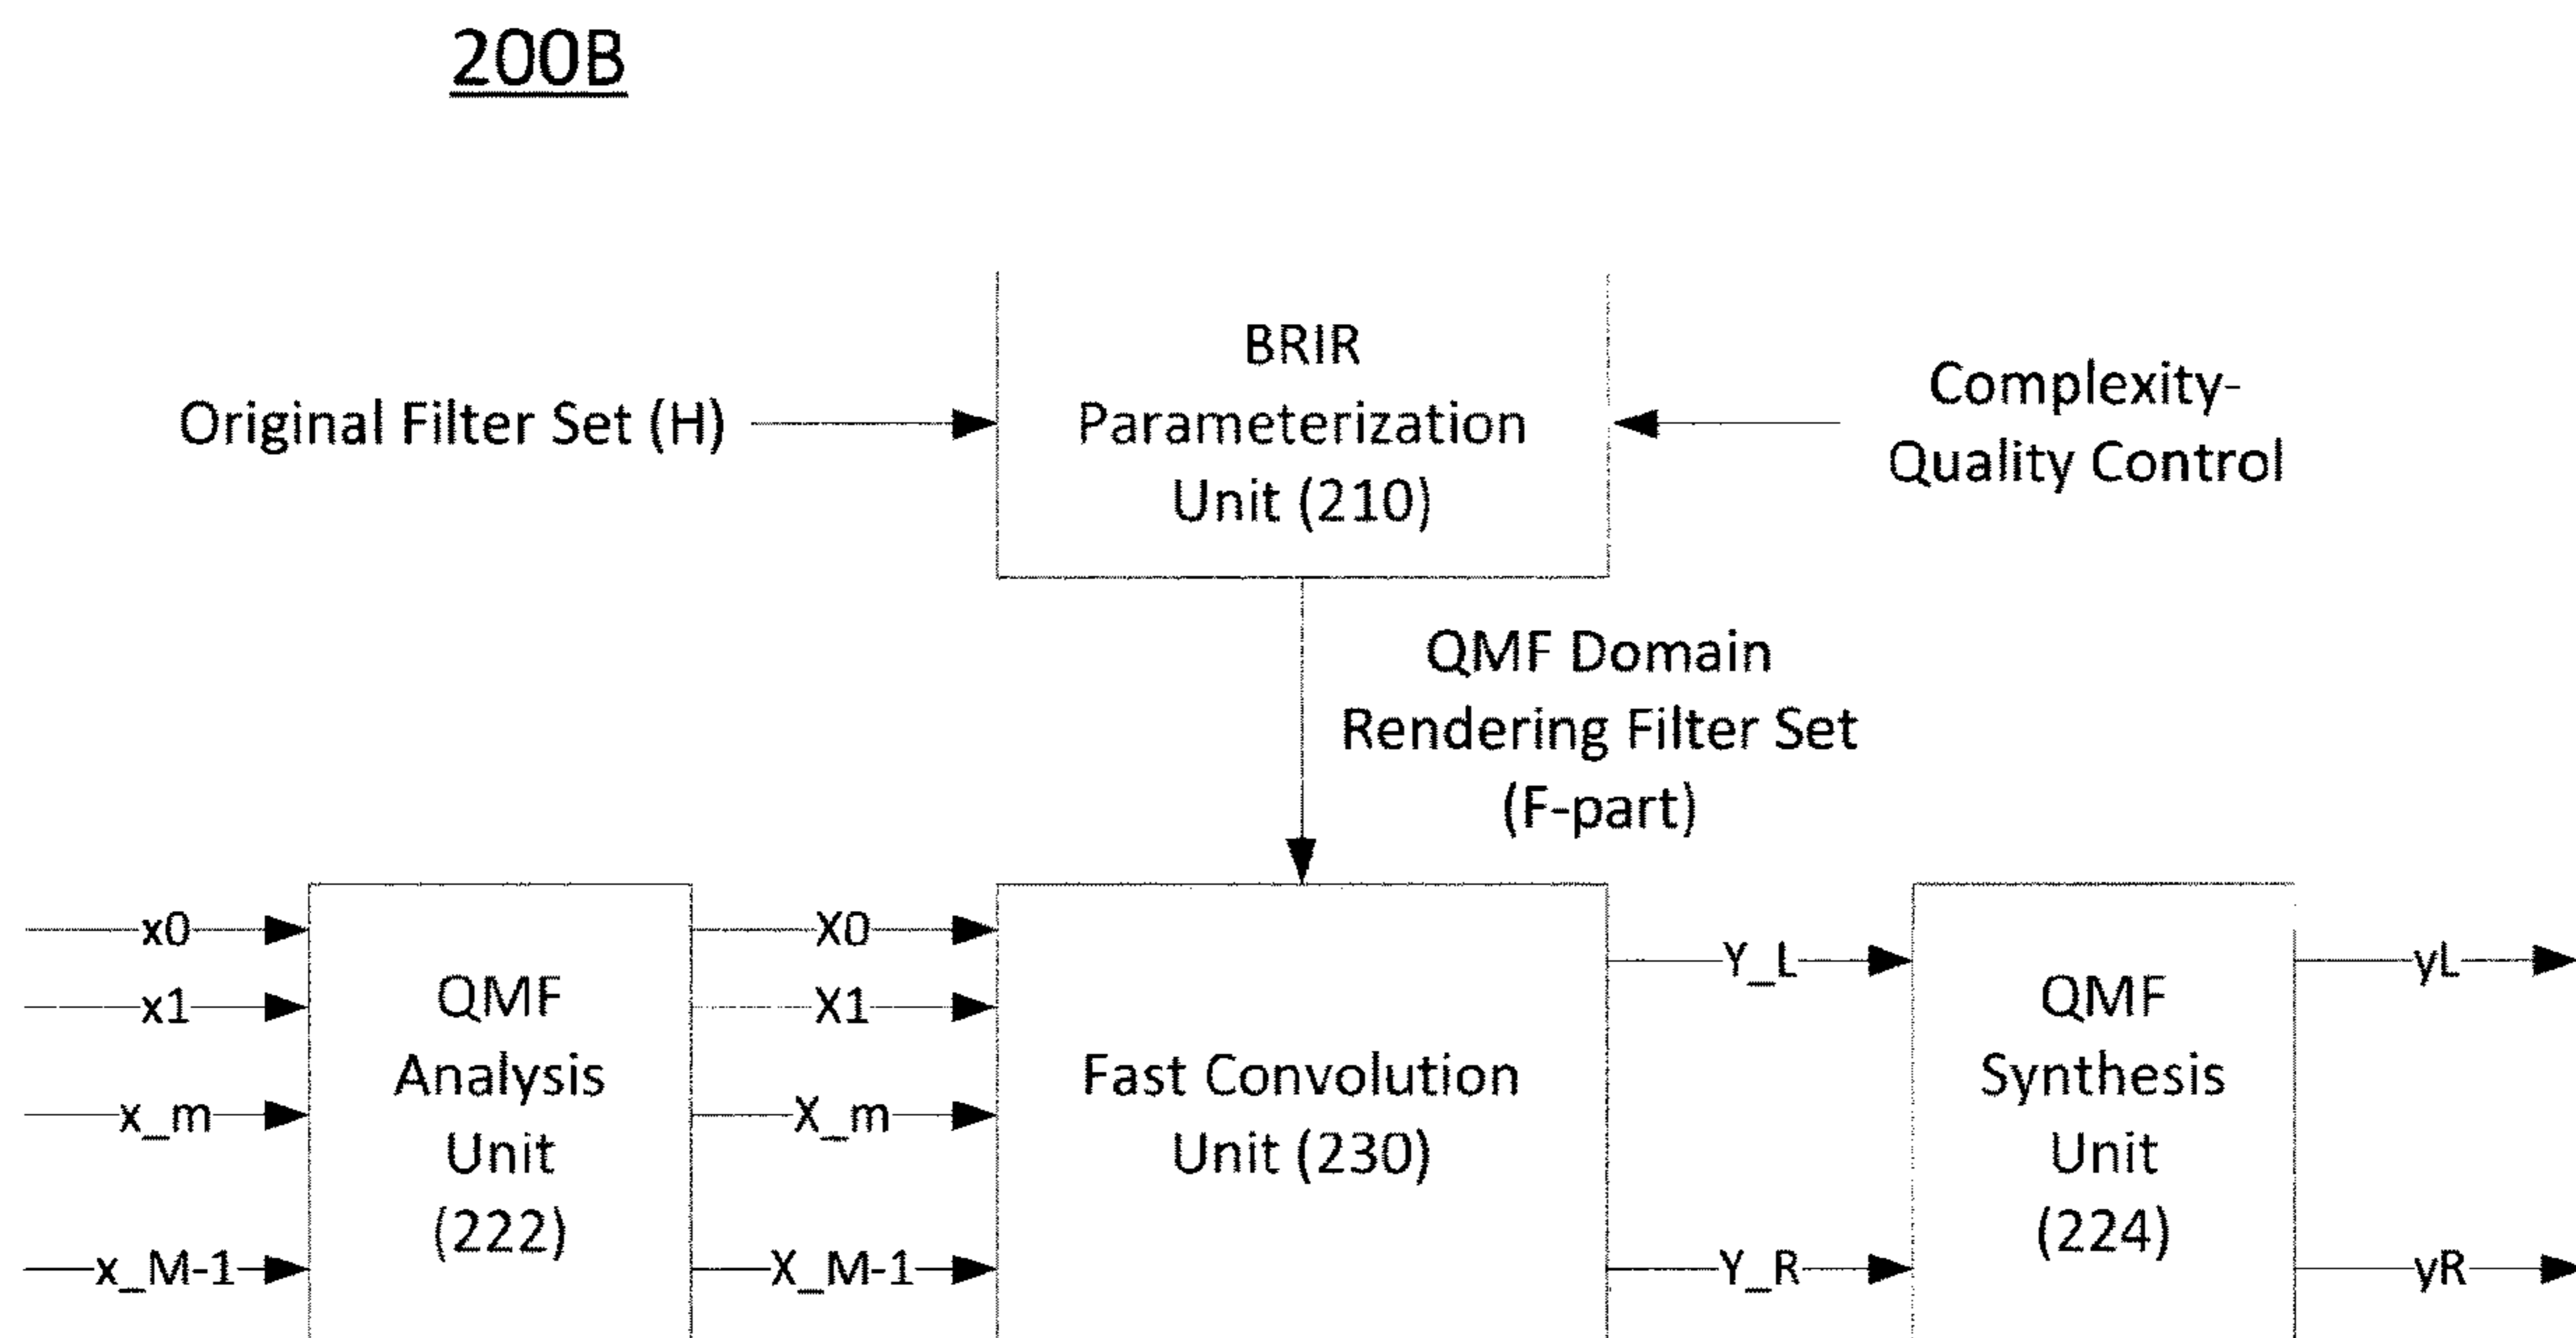 200B
BRIR
Parameterization
Unit (210)
Original Filter Set (H)
Complexity-
Quality Control
QMF Domain
Rendering Filter Set
(F-part)
x0
x1
x_m
x_M-1
QMF
Analysis
Unit
(222)
X0
X1
X_m
X_M-1
Fast Convolution
Unit (230)
Y_L
Y_R
QMF
Synthesis
Unit
(224)
yL
yR